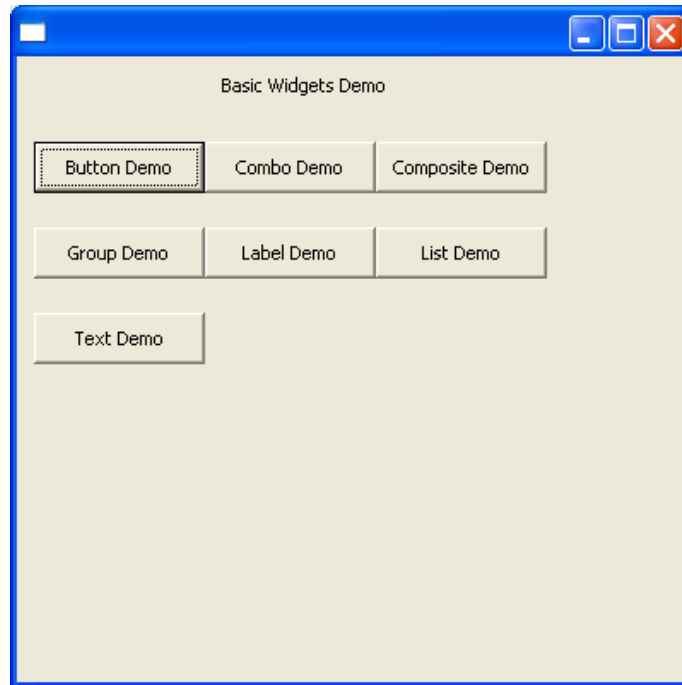 Basic Widgets Demo
Button Demo
Combo Demo
Composite Demo
Group Demo
Label Demo
List Demo
Text Demo